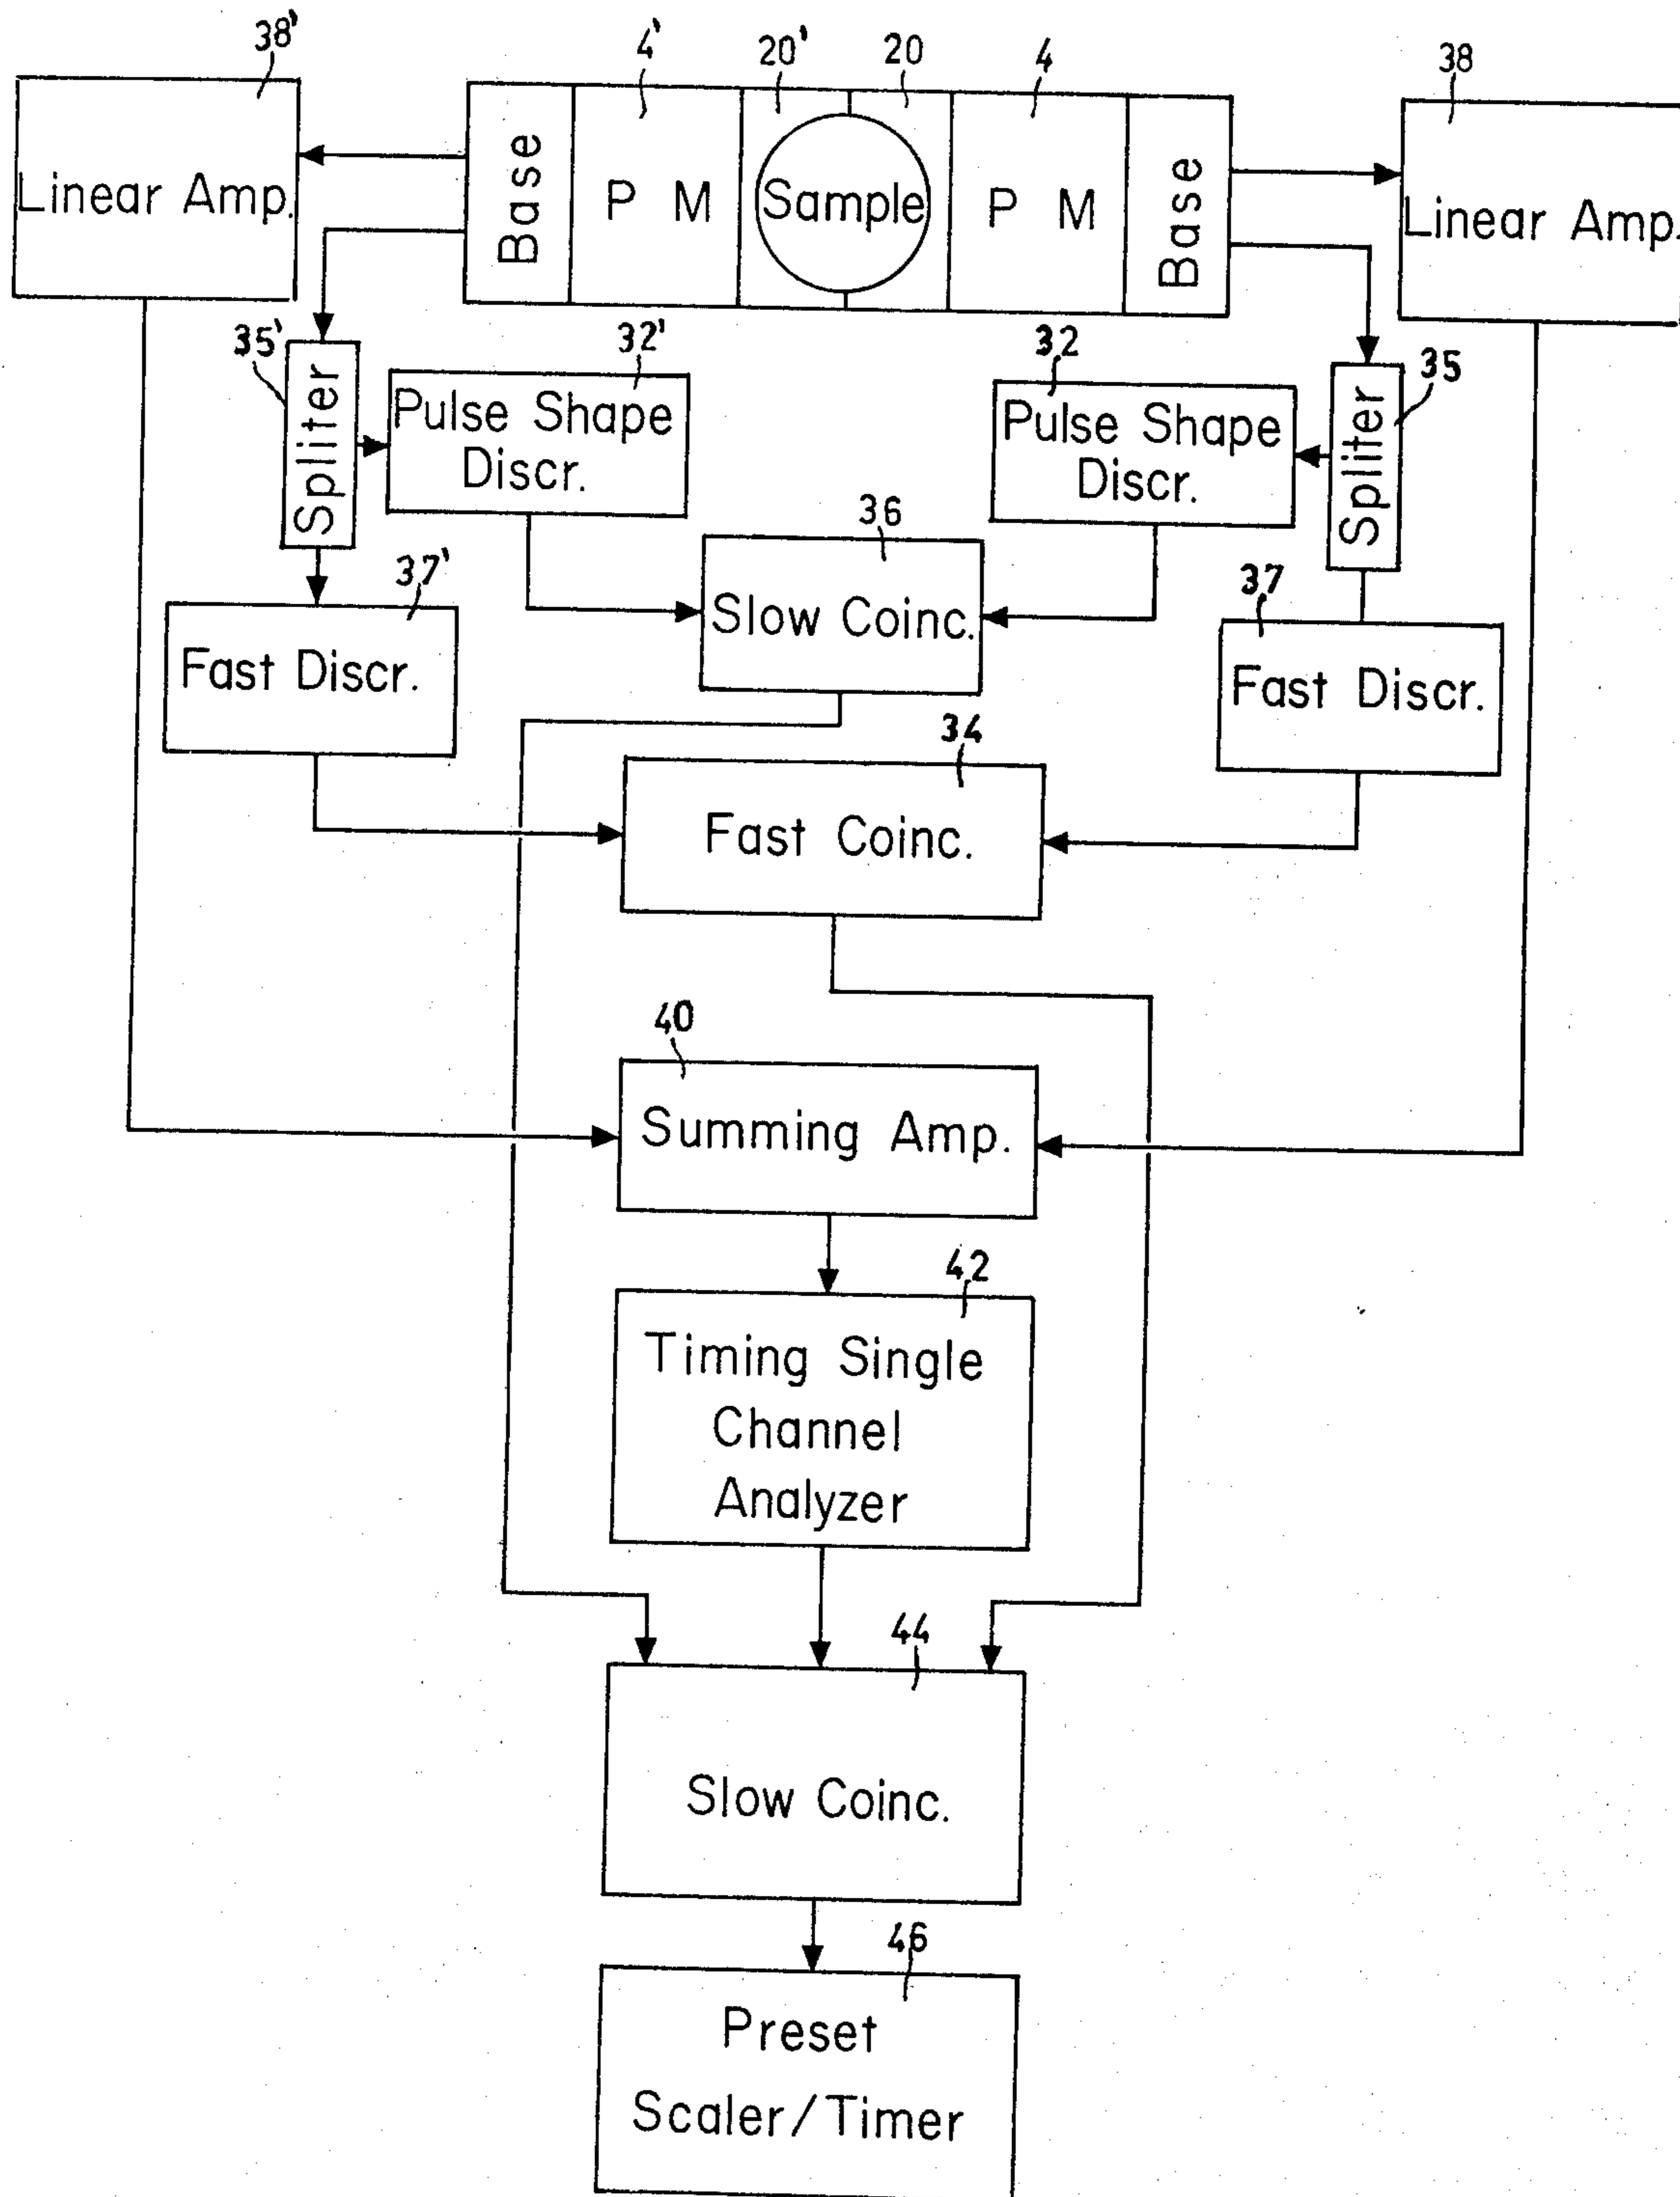 38'
4'
20'
20
4
38
Linear Amp.
Base
P M
Sample
P M
Base
Linear Amp.
35'
32'
32
35
Spliter
Pulse Shape
Discr.
Pulse Shape
Discr.
Spliter
36
Slow Coinc.
37'
Fast Discr.
37
Fast Discr.
34
Fast Coinc.
40
Summing Amp.
42
Timing Single
Channel
Analyzer
44
Slow Coinc.
46
Preset
Scaler/Timer